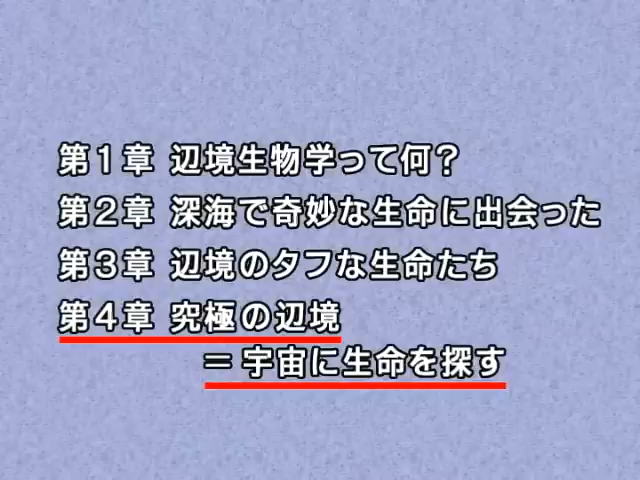 第1章 辺境生物学って何?
第2章 深海で奇妙な生命に出会った
第3章 辺境のタフな生命たち
第4章 究極の辺境
＝宇宙に生命を探す